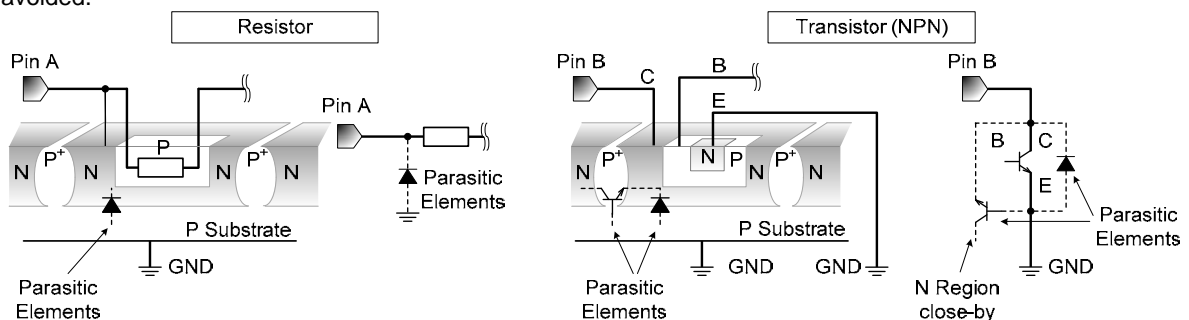 avoided.
Resistor
Transistor (NPN)
Pin A
Pin A
N
P+
N
P
N
P+
N
Parasitic
Elements
P Substrate
GND
Parasitic
Elements
Pin B
C
B
E
N
P+
N
N
P
N
P+
N
P Substrate
GND
GND
Parasitic
Elements
Pin B
B
C
E
Parasitic
Elements
GND
N Region
close-by